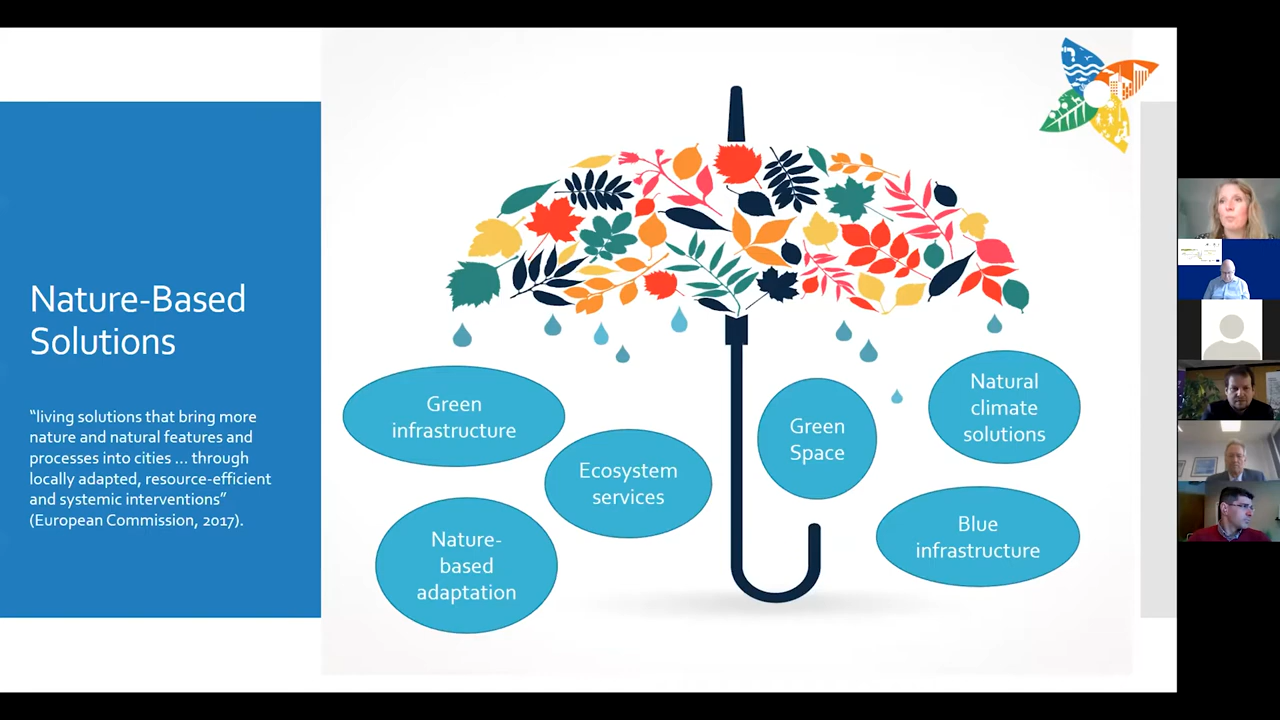 Nature-Based
Solutions
“living solutions that bring more
nature and natural features and
processes into cities ... through
locally adapted, resource-efficient
and systemic interventions”
(European Commission, 2017).
Green
infrastructure
Ecosystem
services
Nature-
based
adaptation
Green
Space
Natural
climate
solutions
Blue
infrastructure